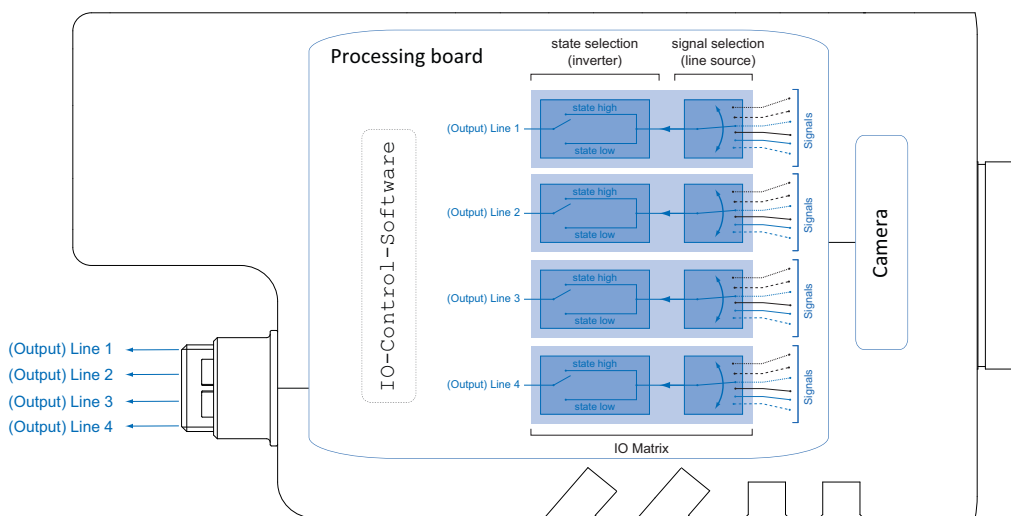 Processing board
state selection
(inverter)
signal selection
(line source)
IO-Control-Software
(Output) Line 1
state high
state low
Signals
(Output) Line 2
state high
state low
Signals
(Output) Line 3
state high
state low
Signals
(Output) Line 4
state high
state low
Signals
IO Matrix
Camera
(Output) Line 1
(Output) Line 2
(Output) Line 3
(Output) Line 4